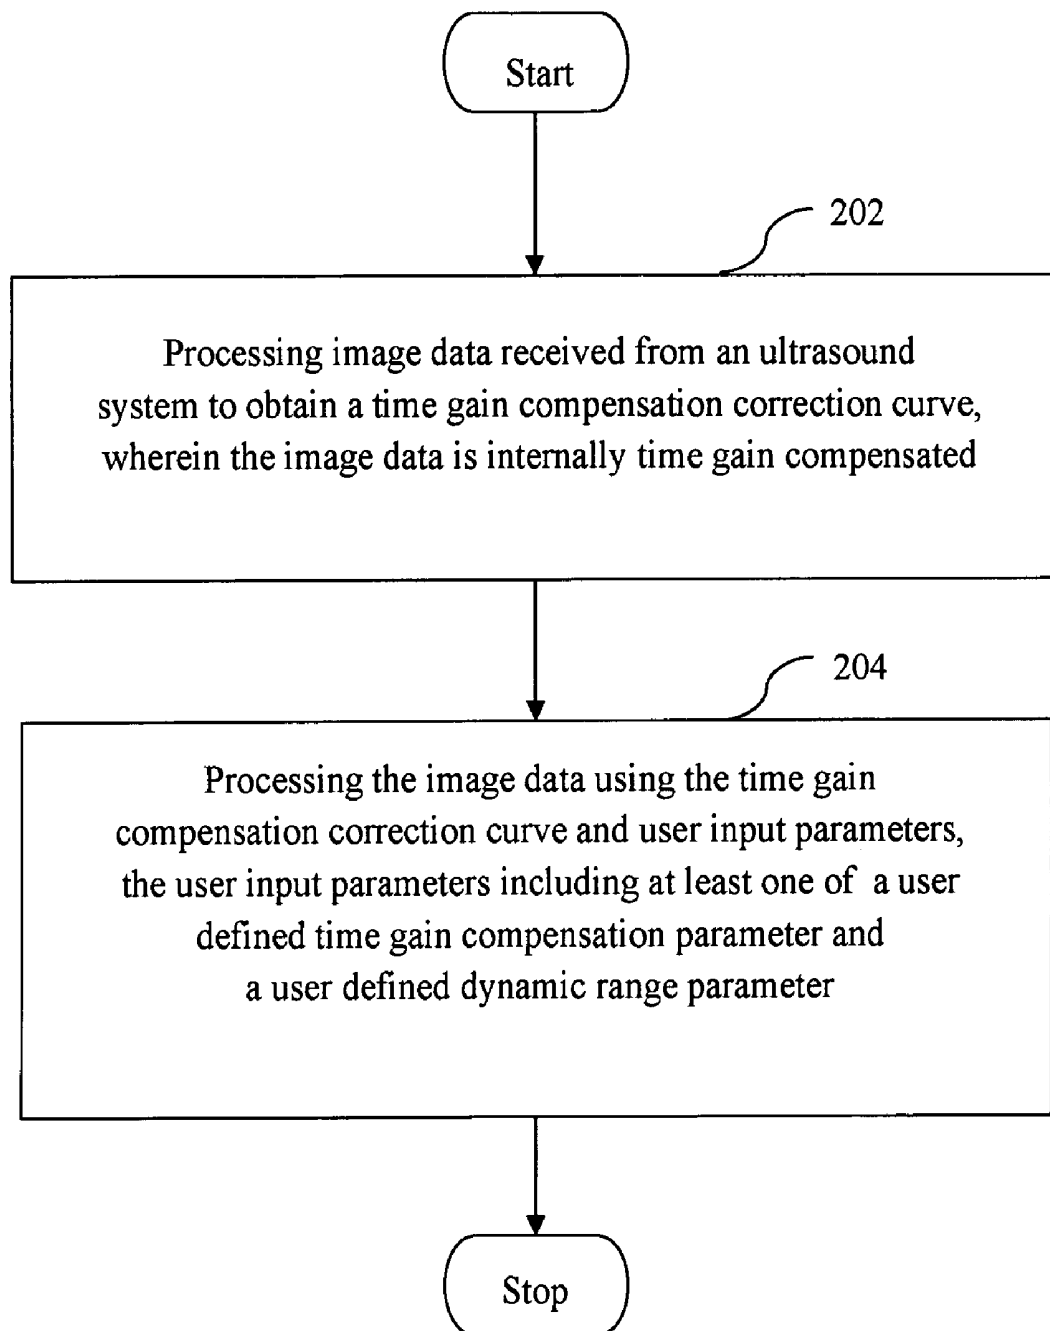 Start
202
Processing image data received from an ultrasound
system to obtain a time gain compensation correction curve,
wherein the image data is internally time gain compensated
204
Processing the image data using the time gain
compensation correction curve and user input parameters,
the user input parameters including at least one of a user
defined time gain compensation parameter and
a user defined dynamic range parameter
Stop